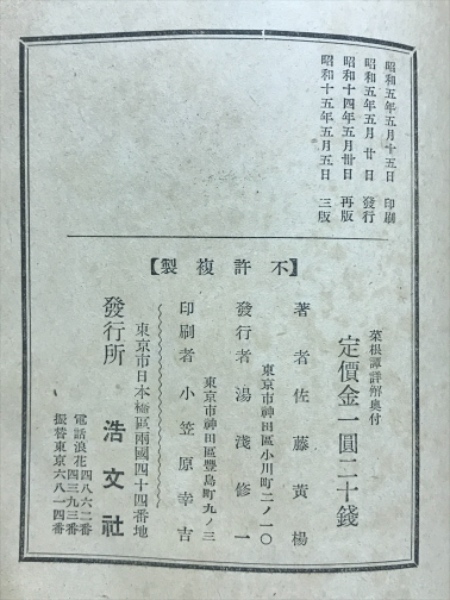 昭和五年五月十五日 印刷
昭和五年五月廿日 發行
昭和十四年五月卅日 再版
昭和十五年五月五日 三版
【不許複製】
菜根譚詳解奥付
定價金一圓二十錢
著者 佐藤黃楊
東京市神田區小川町二ノ一〇
發行者 湯淺修一
東京市神田區豐島町九ノ三
印刷者 小笠原幸吉
東京市日本橋區兩國四十四番地
發行所 浩文社
電話浪花四八六二番
四三九三番
振替東京六八一四番